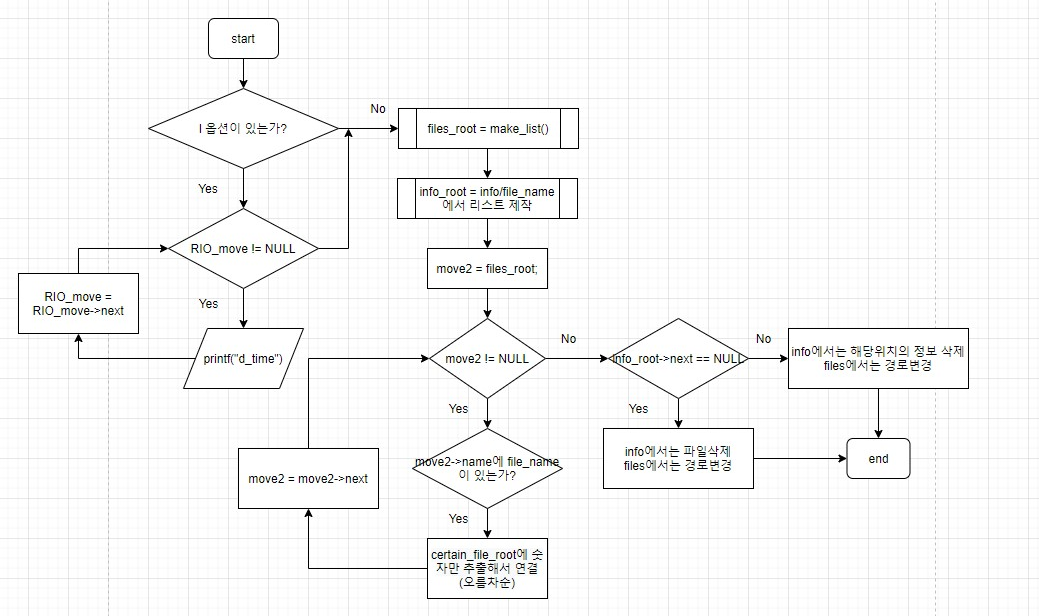 start
l 옵션이 있는가?
No
files_root = make_list()
Yes
info_root = info/file_name
에서 리스트 제작
RIO_move != NULL
move2 = files_root;
RIO_move =
RIO_move->next
Yes
printf("d_time")
move2 != NULL
No
info_root->next == NULL
No
info에서는 해당위치의 정보 삭제
files에서는 경로변경
Yes
Yes
move2->name에 file_name
이 있는가?
info에서는 파일삭제
files에서는 경로변경
end
move2 = move2->next
Yes
certain_file_root에 숫
자만 추출해서 연결
(오름차순)